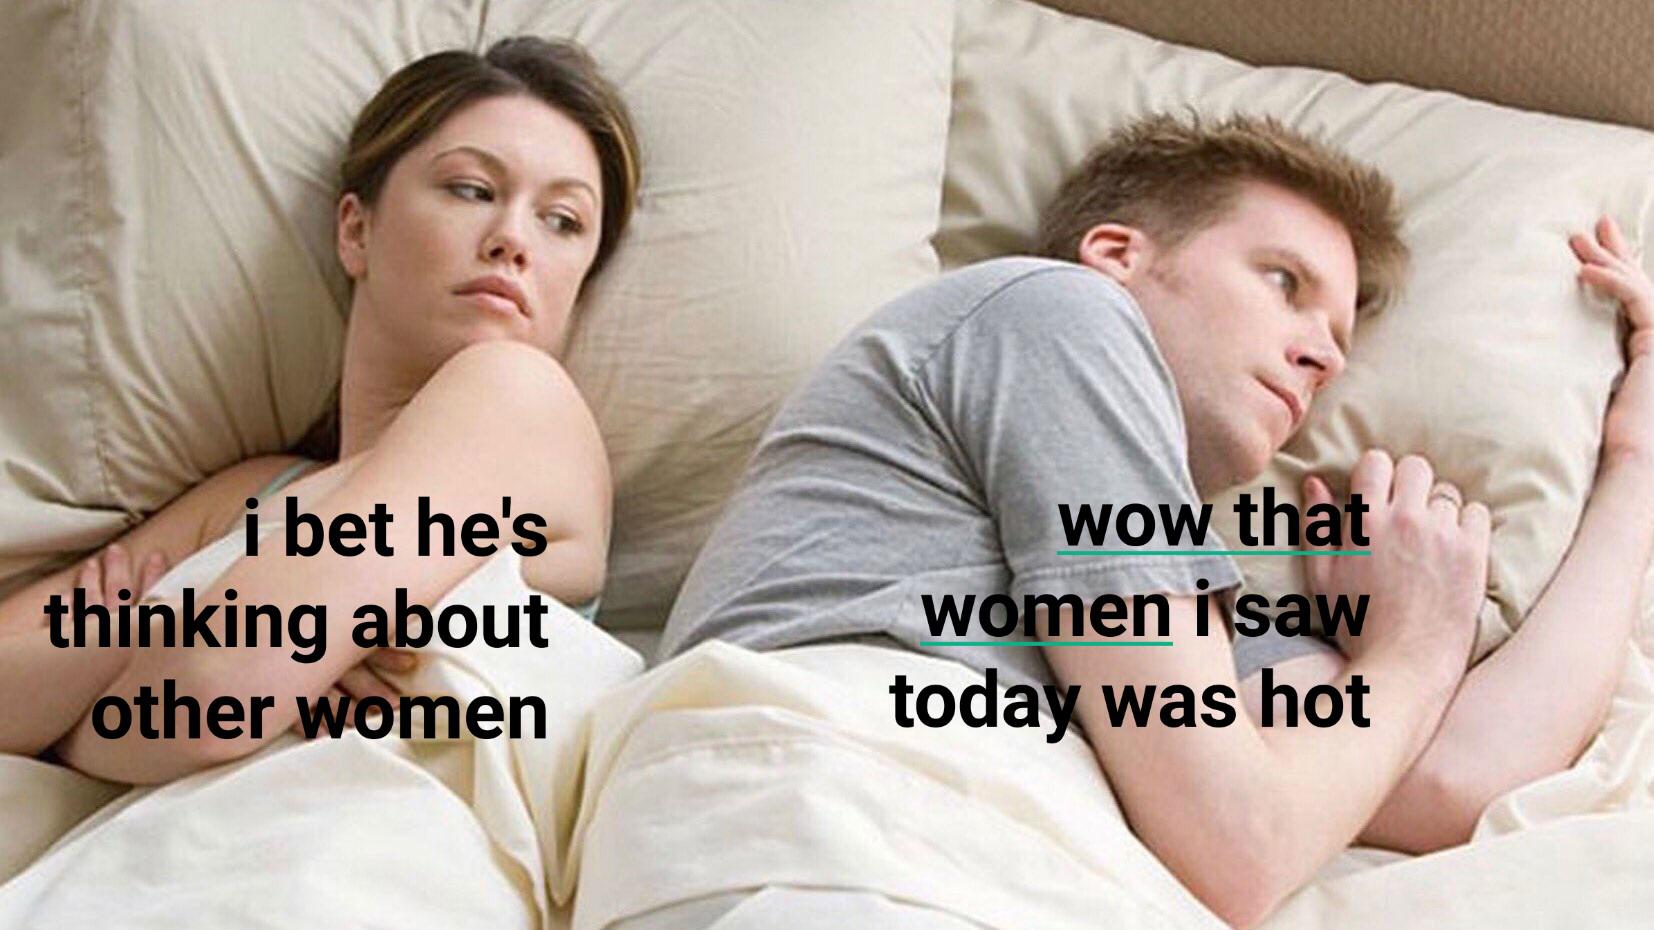 i bet he's
thinking about
other women
wow that
women i saw
today was hot